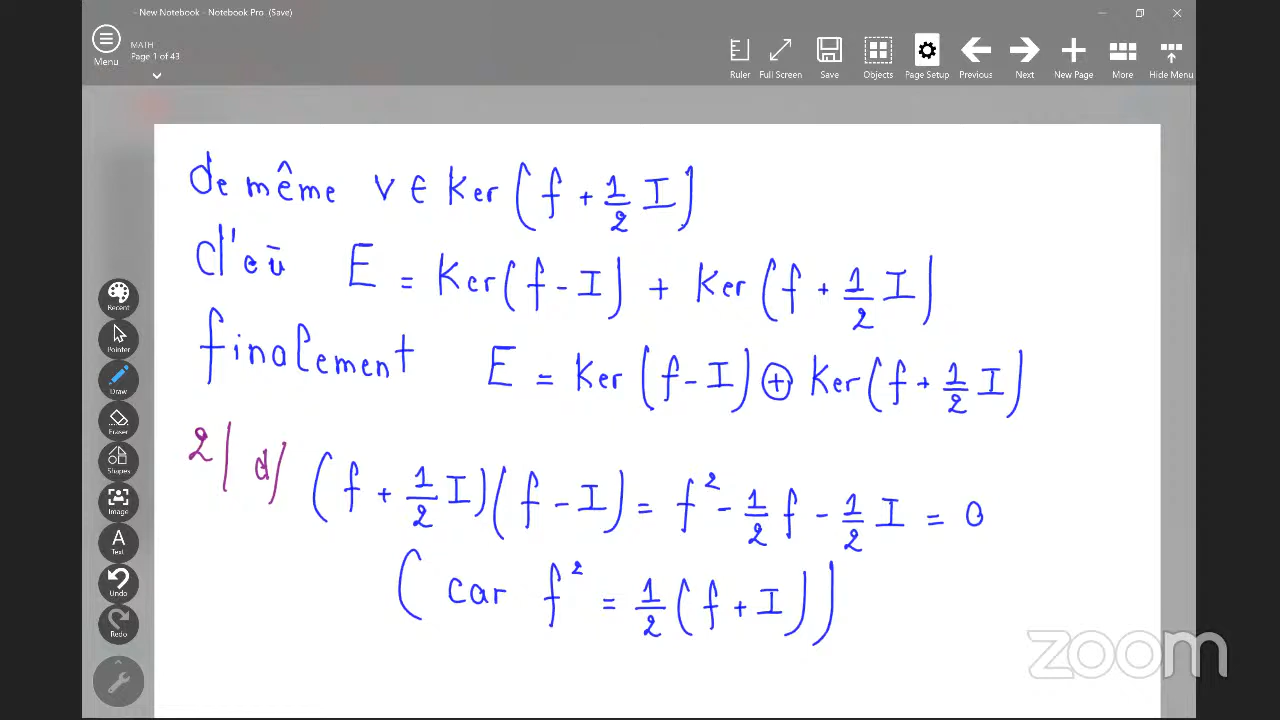 - New Notebook - Notebook Pro (Save)
Menu
MATH
Page 1 of 43
Ruler
Full Screen
Save
Objects
Page Setup
Previous
Next
New Page
More
Hide Menu
de même v ∈ Ker (f + 1/2 I)
d'où E = Ker(f - I) + Ker (f + 1/2 I)
finalement E = Ker (f - I) ⊕ Ker (f + 1/2 I)
2/ d/ (f + 1/2 I)(f - I) = f² - 1/2 f - 1/2 I = 0
( car f² = 1/2 (f + I))
Recent
Pointer
Draw
Eraser
Shapes
Image
A
Text
Undo
Redo
zoom